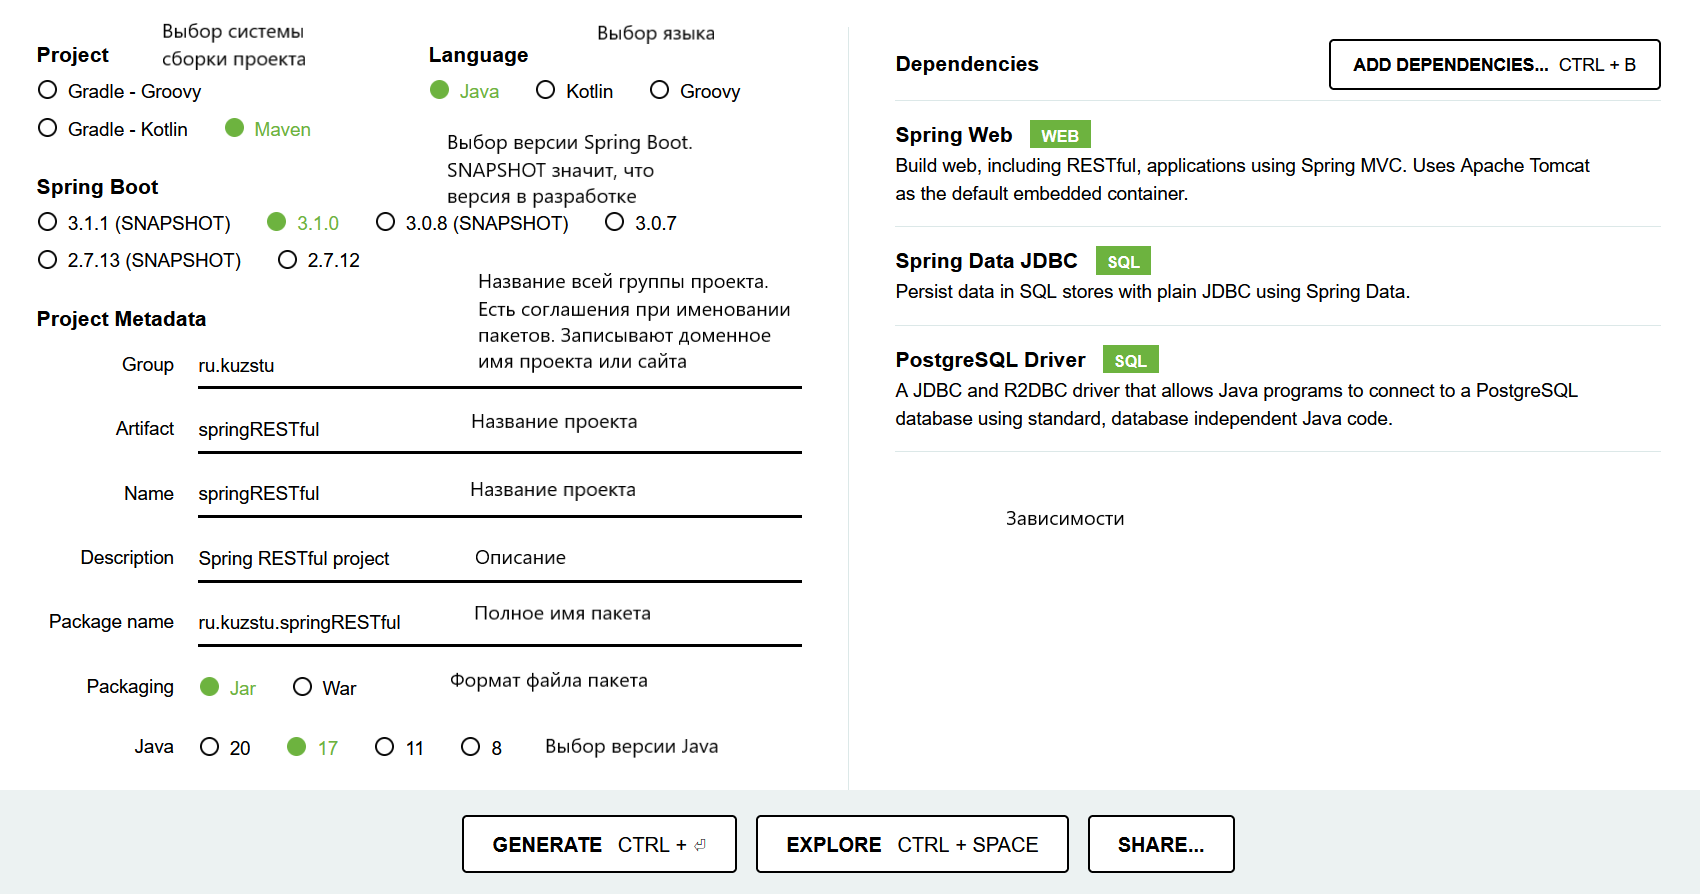 Выбор системы
сборки проекта
Project
Gradle - Groovy
Gradle - Kotlin Maven
Выбор языка
Language
Java Kotlin Groovy
Выбор версии Spring Boot.
SNAPSHOT значит, что
версия в разработке
Spring Boot
3.1.1 (SNAPSHOT) 3.1.0 3.0.8 (SNAPSHOT) 3.0.7
2.7.13 (SNAPSHOT) 2.7.12
Название всей группы проекта.
Есть соглашения при именовании
пакетов. Записывают доменное
имя проекта или сайта
Project Metadata
Group ru.kuzstu
Artifact springRESTful Название проекта
Name springRESTful Название проекта
Description Spring RESTful project Описание
Package name ru.kuzstu.springRESTful Полное имя пакета
Packaging Jar War Формат файла пакета
Java 20 17 11 8 Выбор версии Java
Dependencies ADD DEPENDENCIES... CTRL + B
Spring Web WEB
Build web, including RESTful, applications using Spring MVC. Uses Apache Tomcat
as the default embedded container.
Spring Data JDBC SQL
Persist data in SQL stores with plain JDBC using Spring Data.
PostgreSQL Driver SQL
A JDBC and R2DBC driver that allows Java programs to connect to a PostgreSQL
database using standard, database independent Java code.
Зависимости
GENERATE CTRL + ⏎ EXPLORE CTRL + SPACE SHARE...